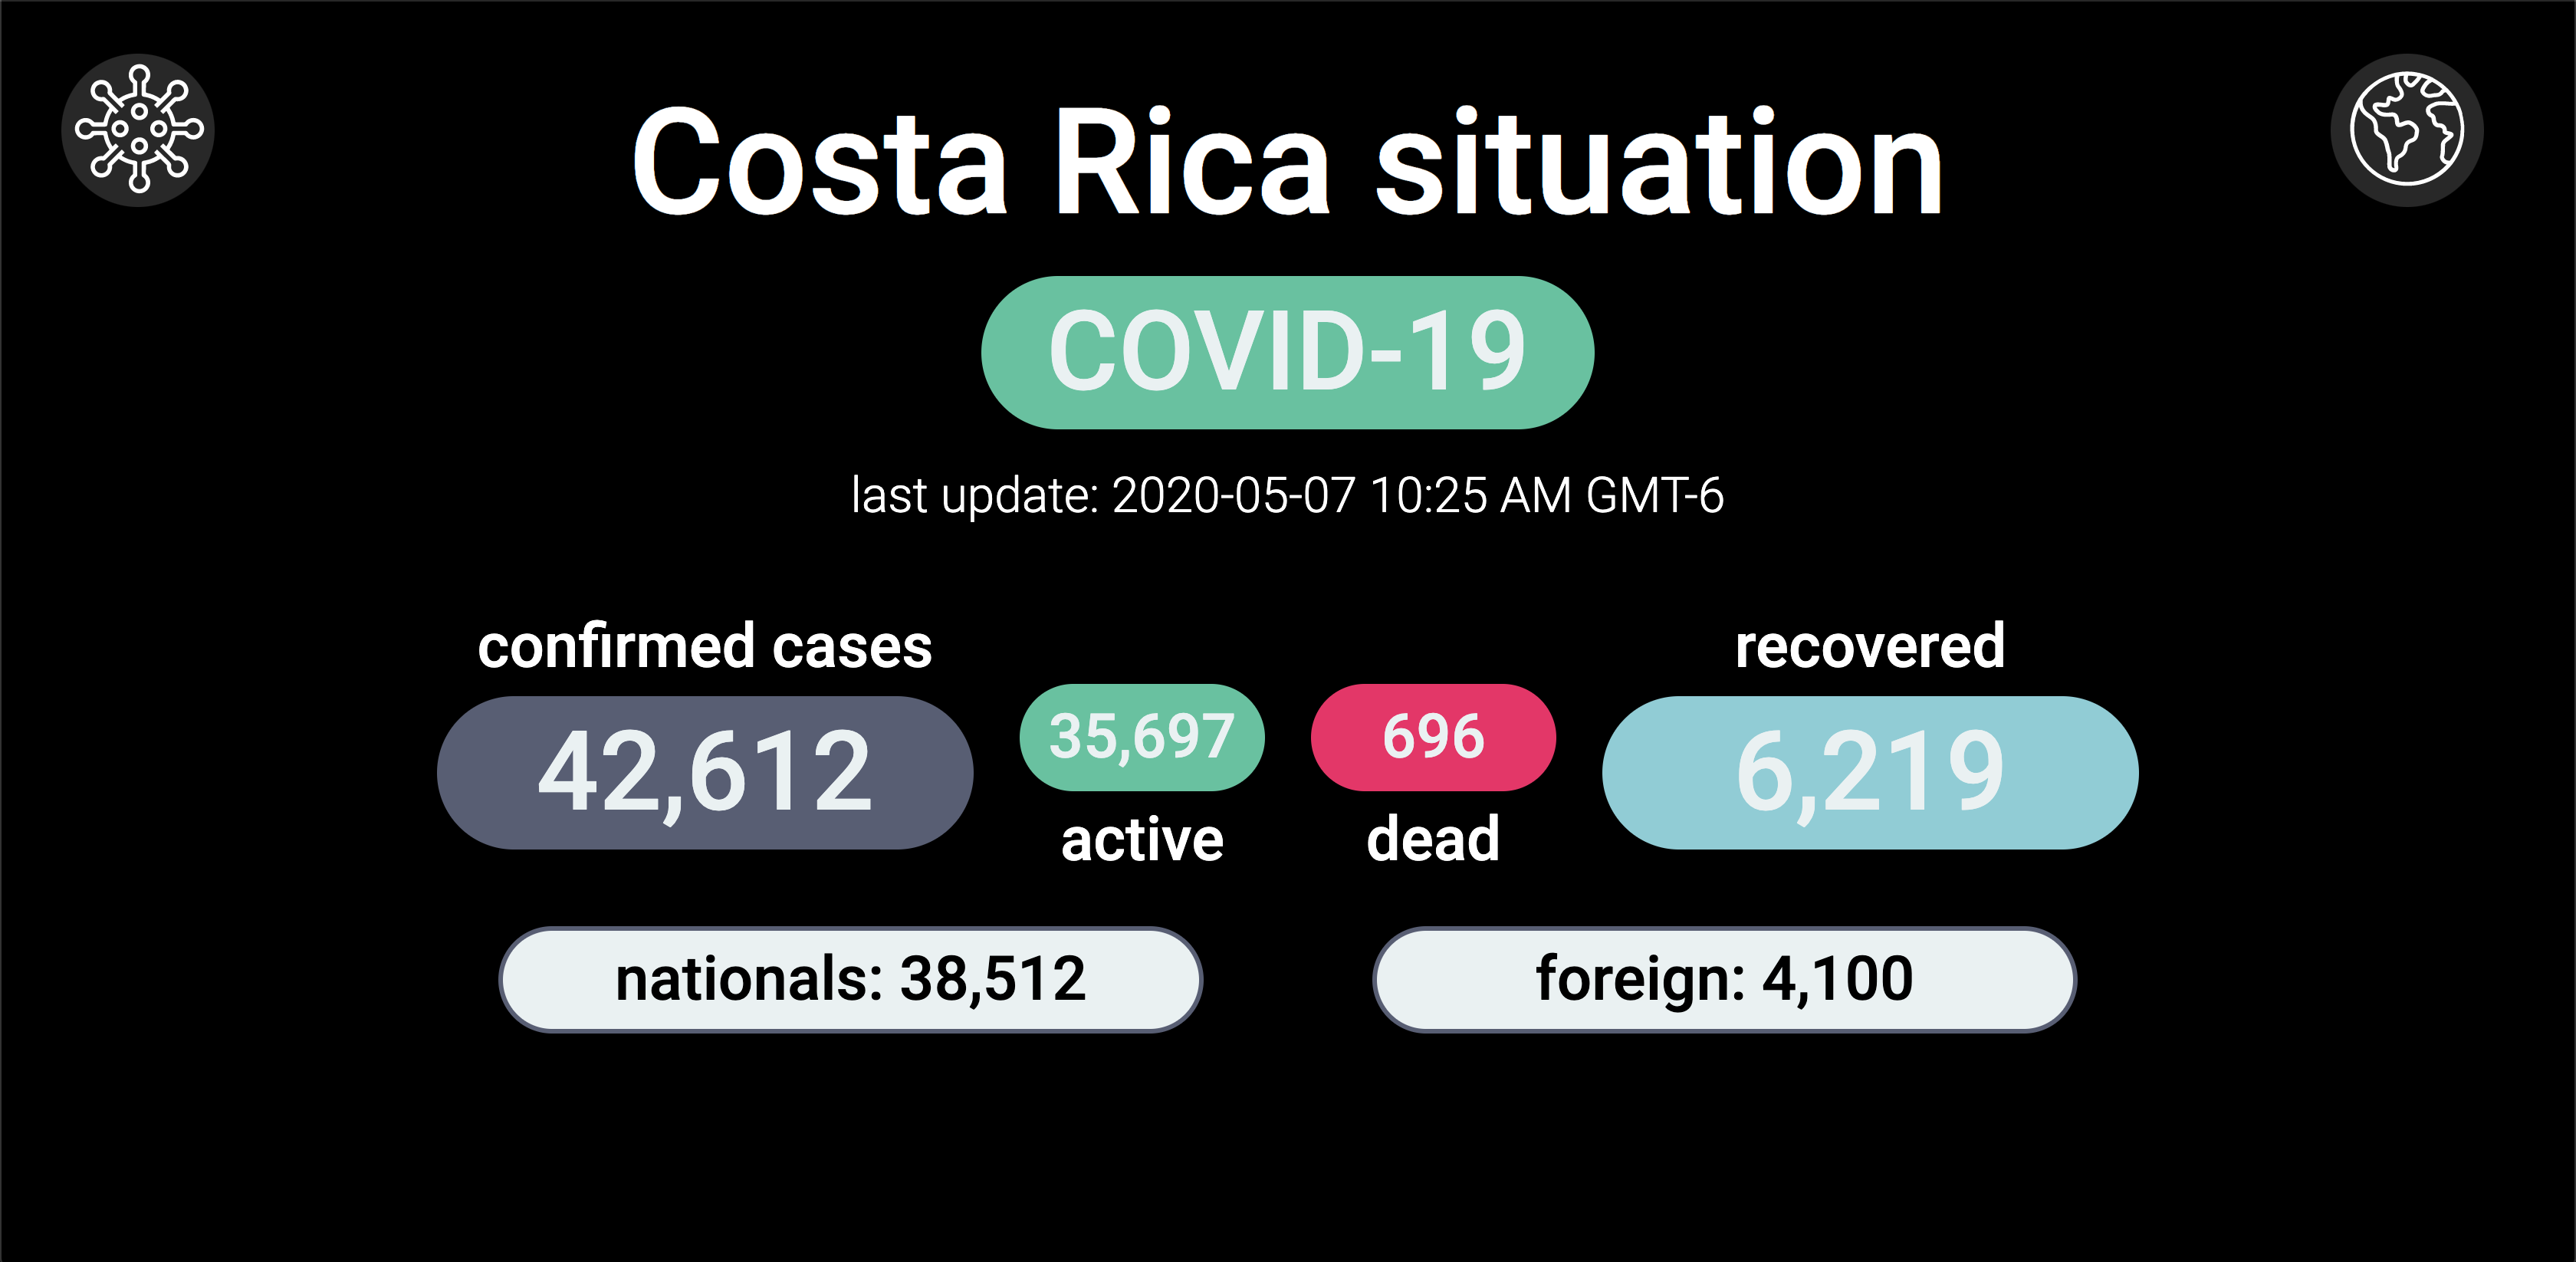 Costa Rica situation
COVID-19
last update: 2020-05-07 10:25 AM GMT-6
confirmed cases
42,612
35,697
active
696
dead
recovered
6,219
nationals: 38,512
foreign: 4,100